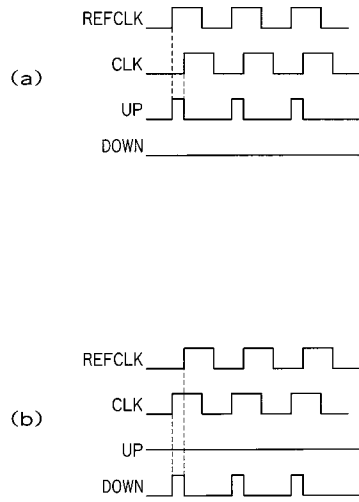 REFCLK
CLK
(a)
UP
DOWN
REFCLK
CLK
(b)
UP
DOWN